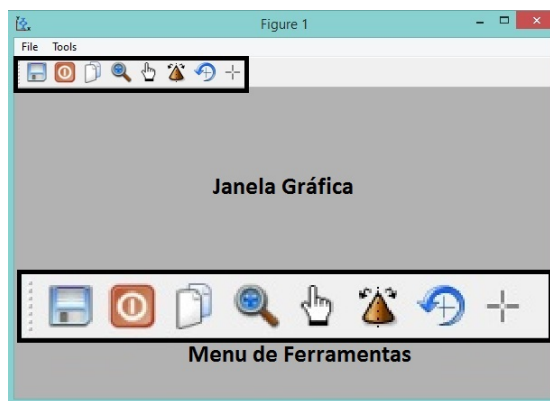 Figure 1
File Tools
Janela Gráfica
Menu de Ferramentas